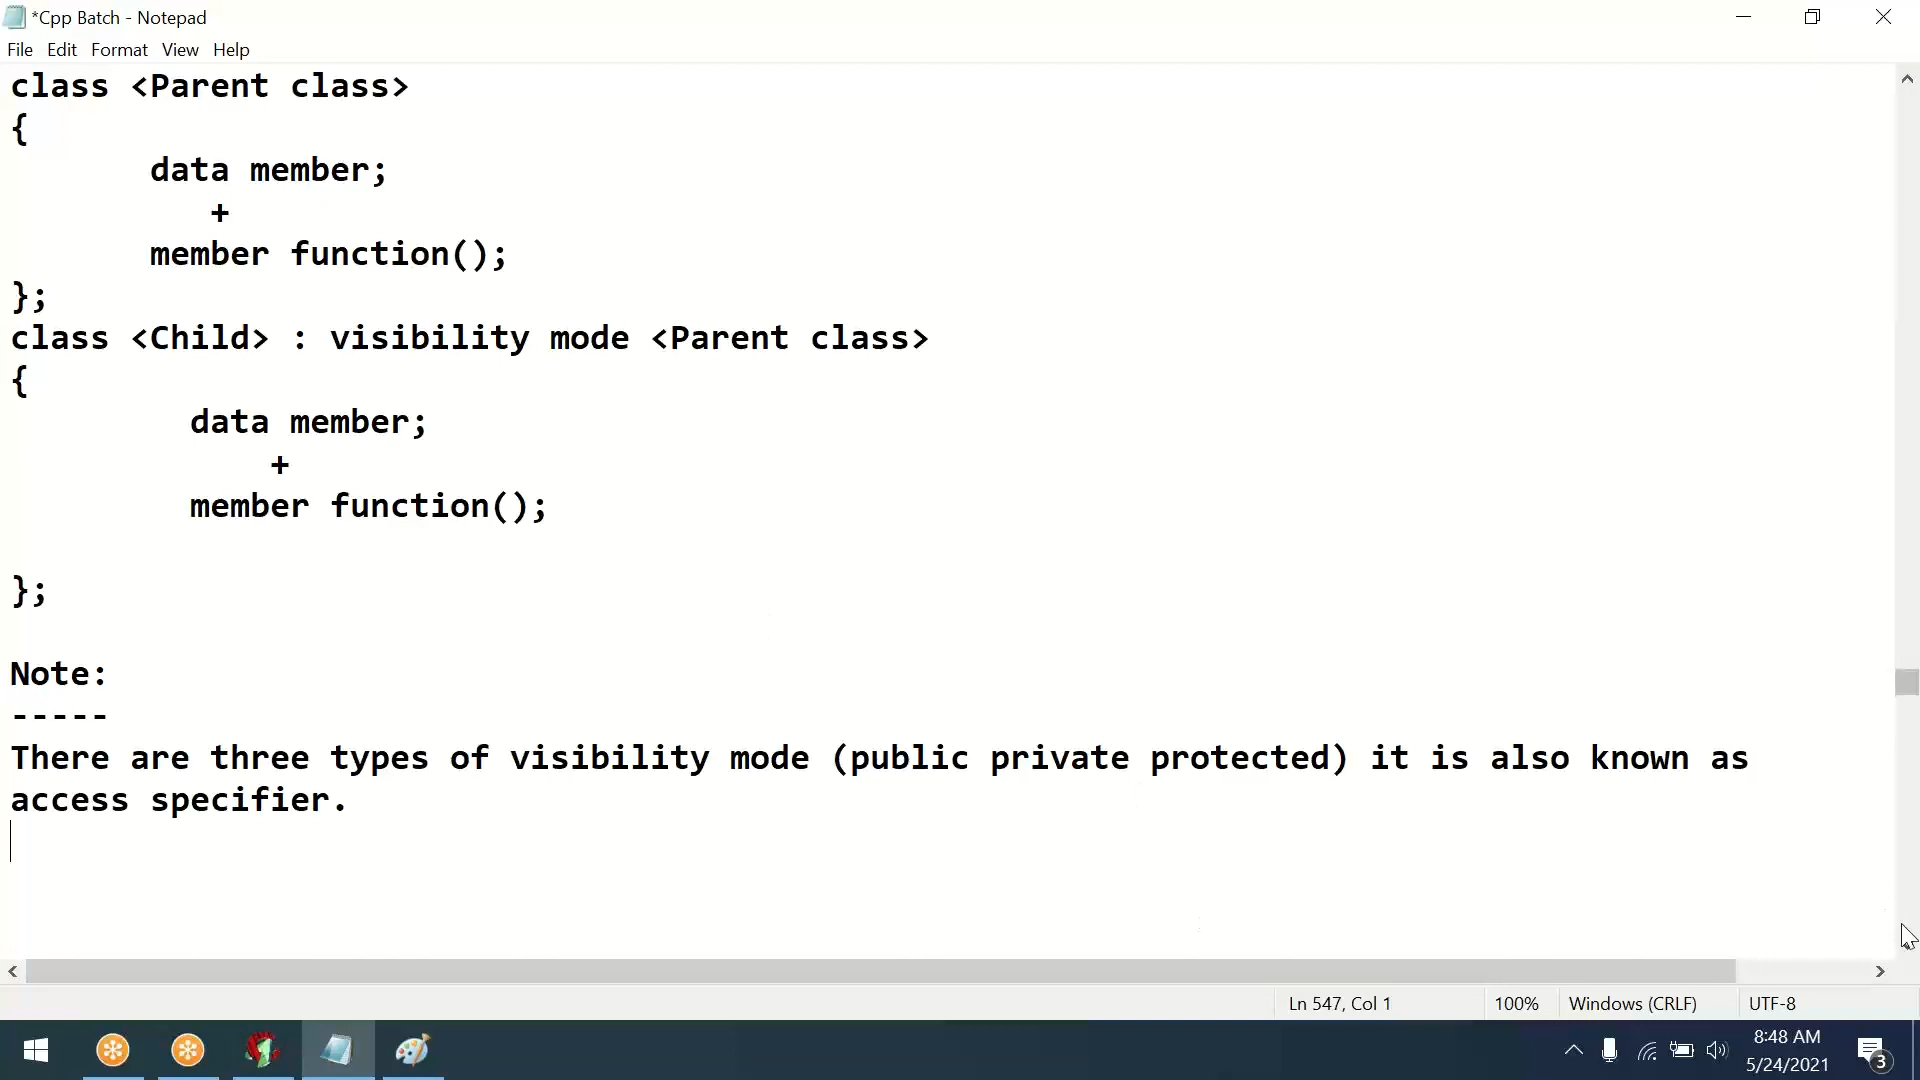 *Cpp Batch - Notepad
File Edit Format View Help
class <Parent class>
{
data member;
+
member function();
};
class <Child> : visibility mode <Parent class>
{
data member;
+
member function();
};
Note:
-----
There are three types of visibility mode (public private protected) it is also known as
access specifier.
Ln 547, Col 1 100% Windows (CRLF) UTF-8
8:48 AM
5/24/2021
3